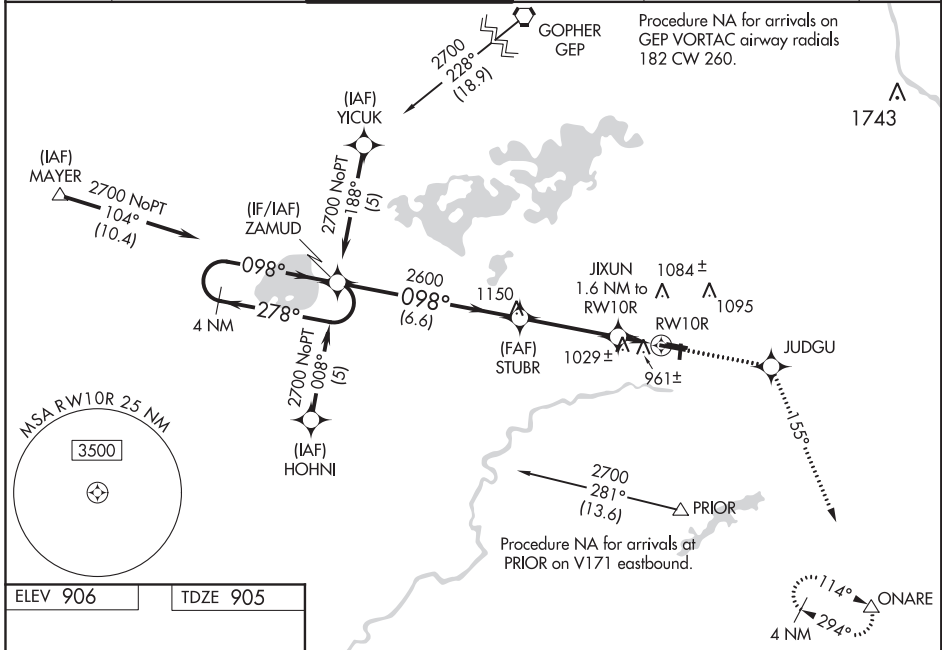 GOPHER
GEP
2700
228°
(18.9)
Procedure NA for arrivals on
GEP VORTAC airway radials
182 CW 260.
1743
(IAF)
YICUK
(IAF)
MAYER
2700 NoPT
104°
(10.4)
2700 NoPT
188°
(5)
(IF/IAF)
ZAMUD
098°
278°
4 NM
2600
098°
(6.6)
1150
(FAF)
STUBR
JIXUN
1.6 NM to
RW10R
1084±
1095
RW10R
1029±
961±
JUDGU
155°
2700 NoPT
008°
(5)
(IAF)
HOHNI
MSA RW10R 25 NM
3500
2700
281°
(13.6)
PRIOR
Procedure NA for arrivals at
PRIOR on V171 eastbound.
114°
ONARE
294°
4 NM
ELEV 906
TDZE 905